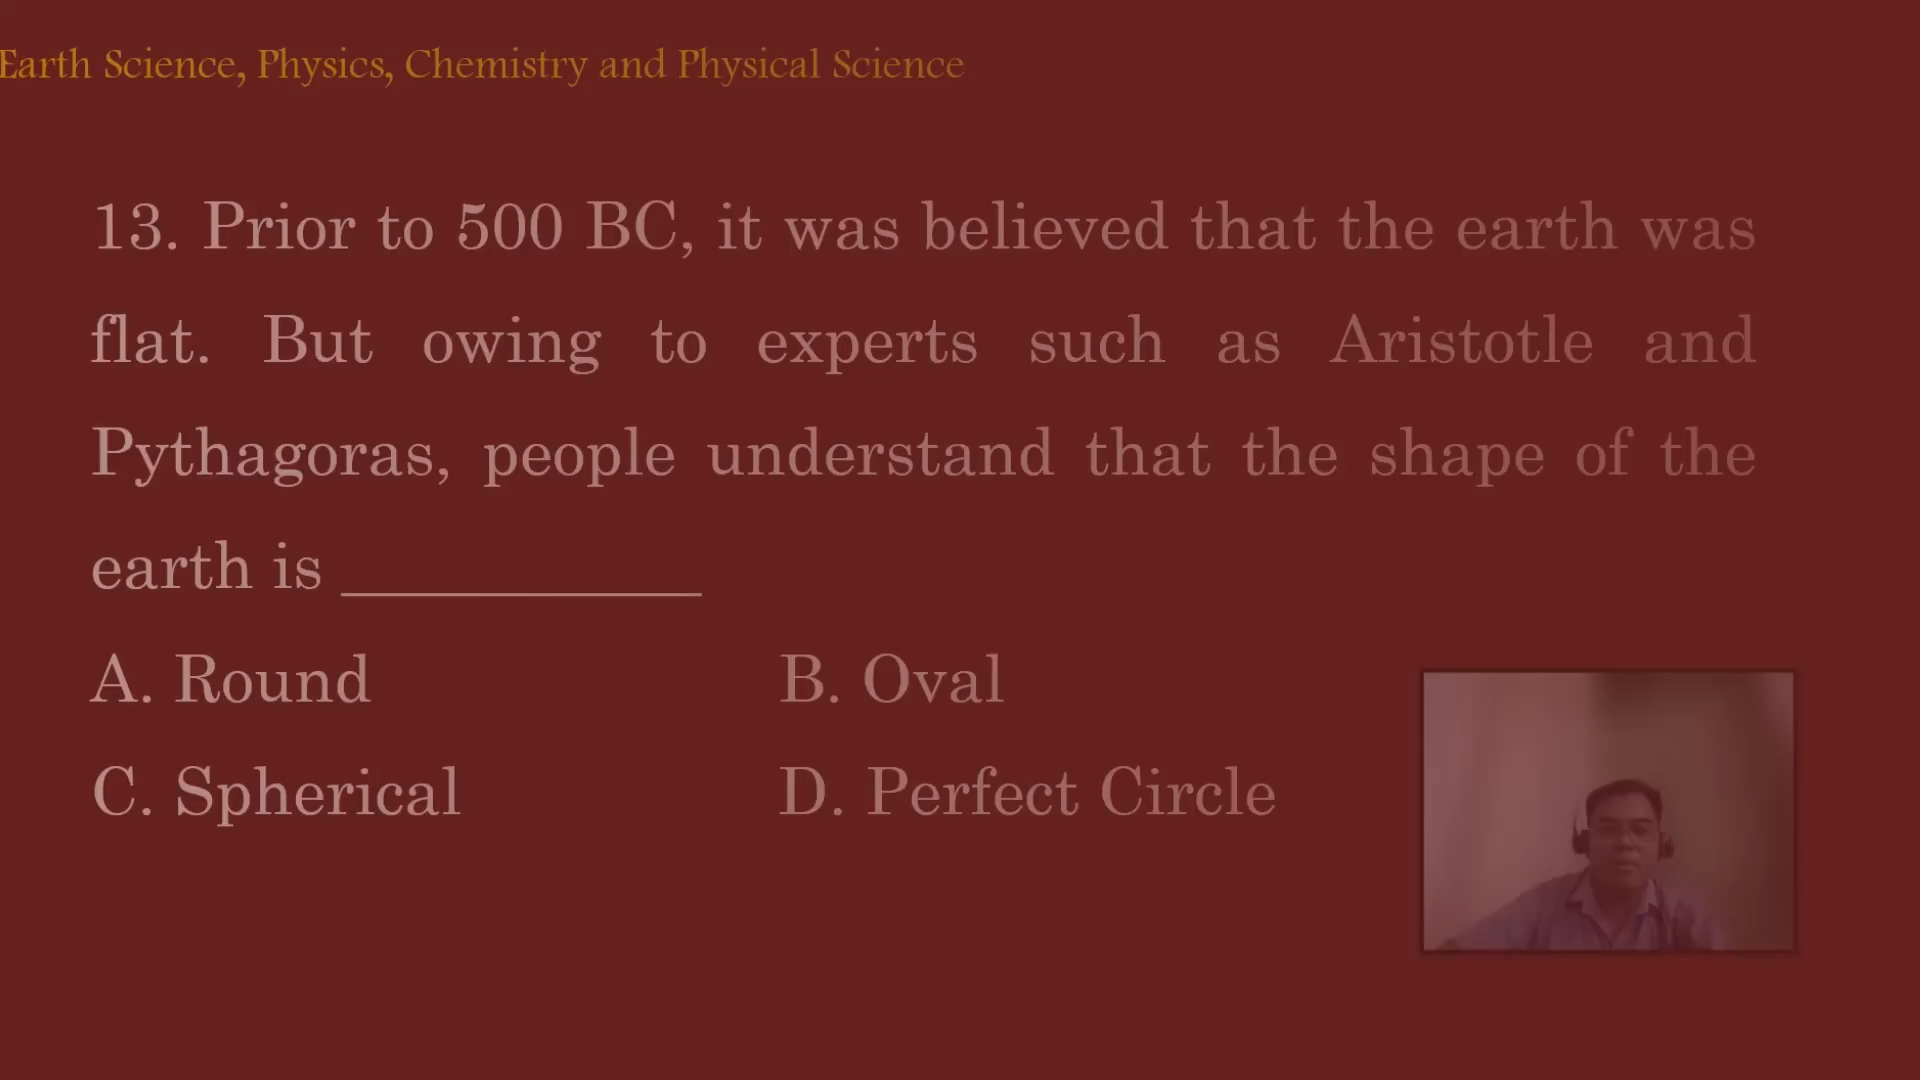 Earth Science, Physics, Chemistry and Physical Science
13. Prior to 500 BC, it was believed that the earth was
flat. But owing to experts such as Aristotle and
Pythagoras, people understand that the shape of the
earth is ___________
A. Round B. Oval
C. Spherical D. Perfect Circle